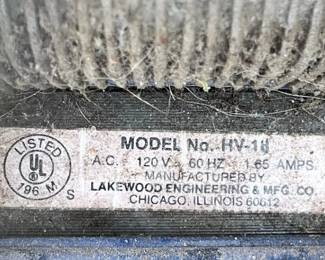 LISTED
UL
196 M
S
MODEL No. HV-18
A.C. 120 V. 60 HZ 1.65 AMPS.
MANUFACTURED BY
LAKEWOOD ENGINEERING & MFG. CO.
CHICAGO, ILLINOIS 60612